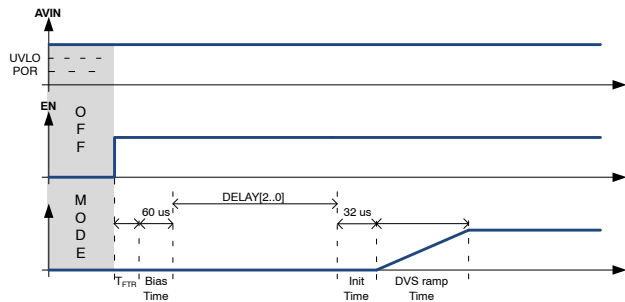 AVIN
UVLO
POR
EN
O
F
F
M
O
D
E
DELAY[2..0]
60 us
32 us
TFTR
Bias
Time
Init
Time
DVS ramp
Time